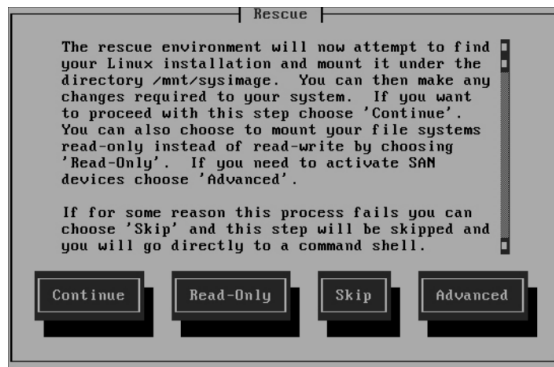 Rescue
The rescue environment will now attempt to find
your Linux installation and mount it under the
directory /mnt/sysimage.  You can then make any
changes required to your system.  If you want
to proceed with this step choose 'Continue'.
You can also choose to mount your file systems
read-only instead of read-write by choosing
'Read-Only'.  If you need to activate SAN
devices choose 'Advanced'.
If for some reason this process fails you can
choose 'Skip' and this step will be skipped and
you will go directly to a command shell.
Continue Read-Only Skip Advanced